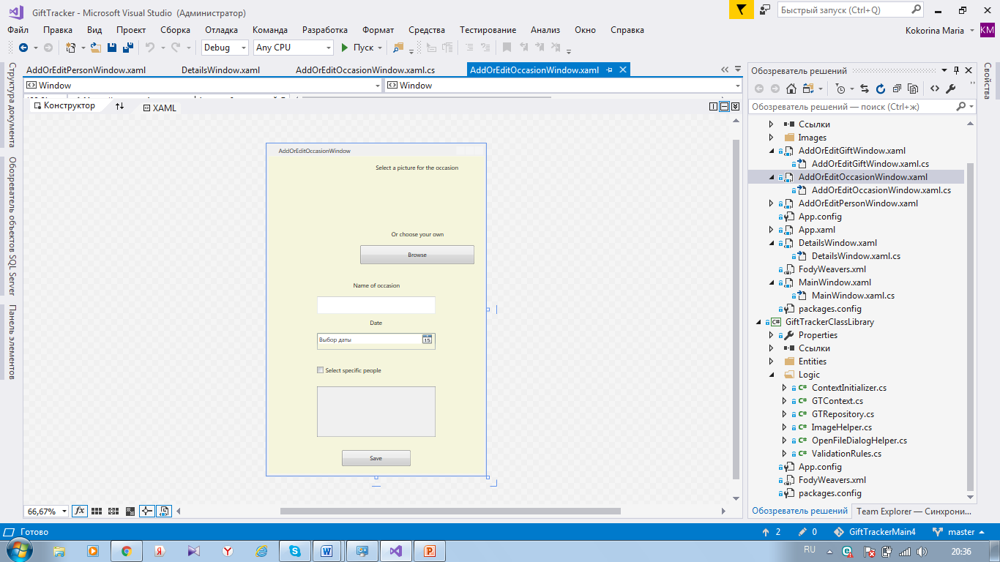 GiftTracker - Microsoft Visual Studio (Администратор)
Быстрый запуск (Ctrl+Q)
Файл Правка Вид Проект Сборка Отладка Команда Разработка Формат Средства Тестирование Анализ Окно Справка
Kokorina Maria KM
Debug Any CPU Пуск
AddOrEditPersonWindow.xaml DetailsWindow.xaml AddOrEditOccasionWindow.xaml.cs AddOrEditOccasionWindow.xaml
Window Window
Конструктор XAML
Структура документа
Обозреватель объектов SQL Server
Панель элементов
AddOrEditOccasionWindow
Select a picture for the occasion
Or choose your own
Browse
Name of occasion
Date
Выбор даты 15
Select specific people
Save
66,67% fx
Обозреватель решений
Обозреватель решений — поиск (Ctrl+ж)
Ссылки
Images
AddOrEditGiftWindow.xaml
AddOrEditGiftWindow.xaml.cs
AddOrEditOccasionWindow.xaml
AddOrEditOccasionWindow.xaml.cs
AddOrEditPersonWindow.xaml
App.config
App.xaml
DetailsWindow.xaml
DetailsWindow.xaml.cs
FodyWeavers.xml
MainWindow.xaml
MainWindow.xaml.cs
packages.config
C# GiftTrackerClassLibrary
Properties
Ссылки
Entities
Logic
C# ContextInitializer.cs
C# GTContext.cs
C# GTRepository.cs
C# ImageHelper.cs
C# OpenFileDialogHelper.cs
C# ValidationRules.cs
App.config
FodyWeavers.xml
packages.config
Обозреватель решений Team Explorer — Синхрони...
Свойства
Готово 2 0 GiftTrackerMain4 master
RU 20:36